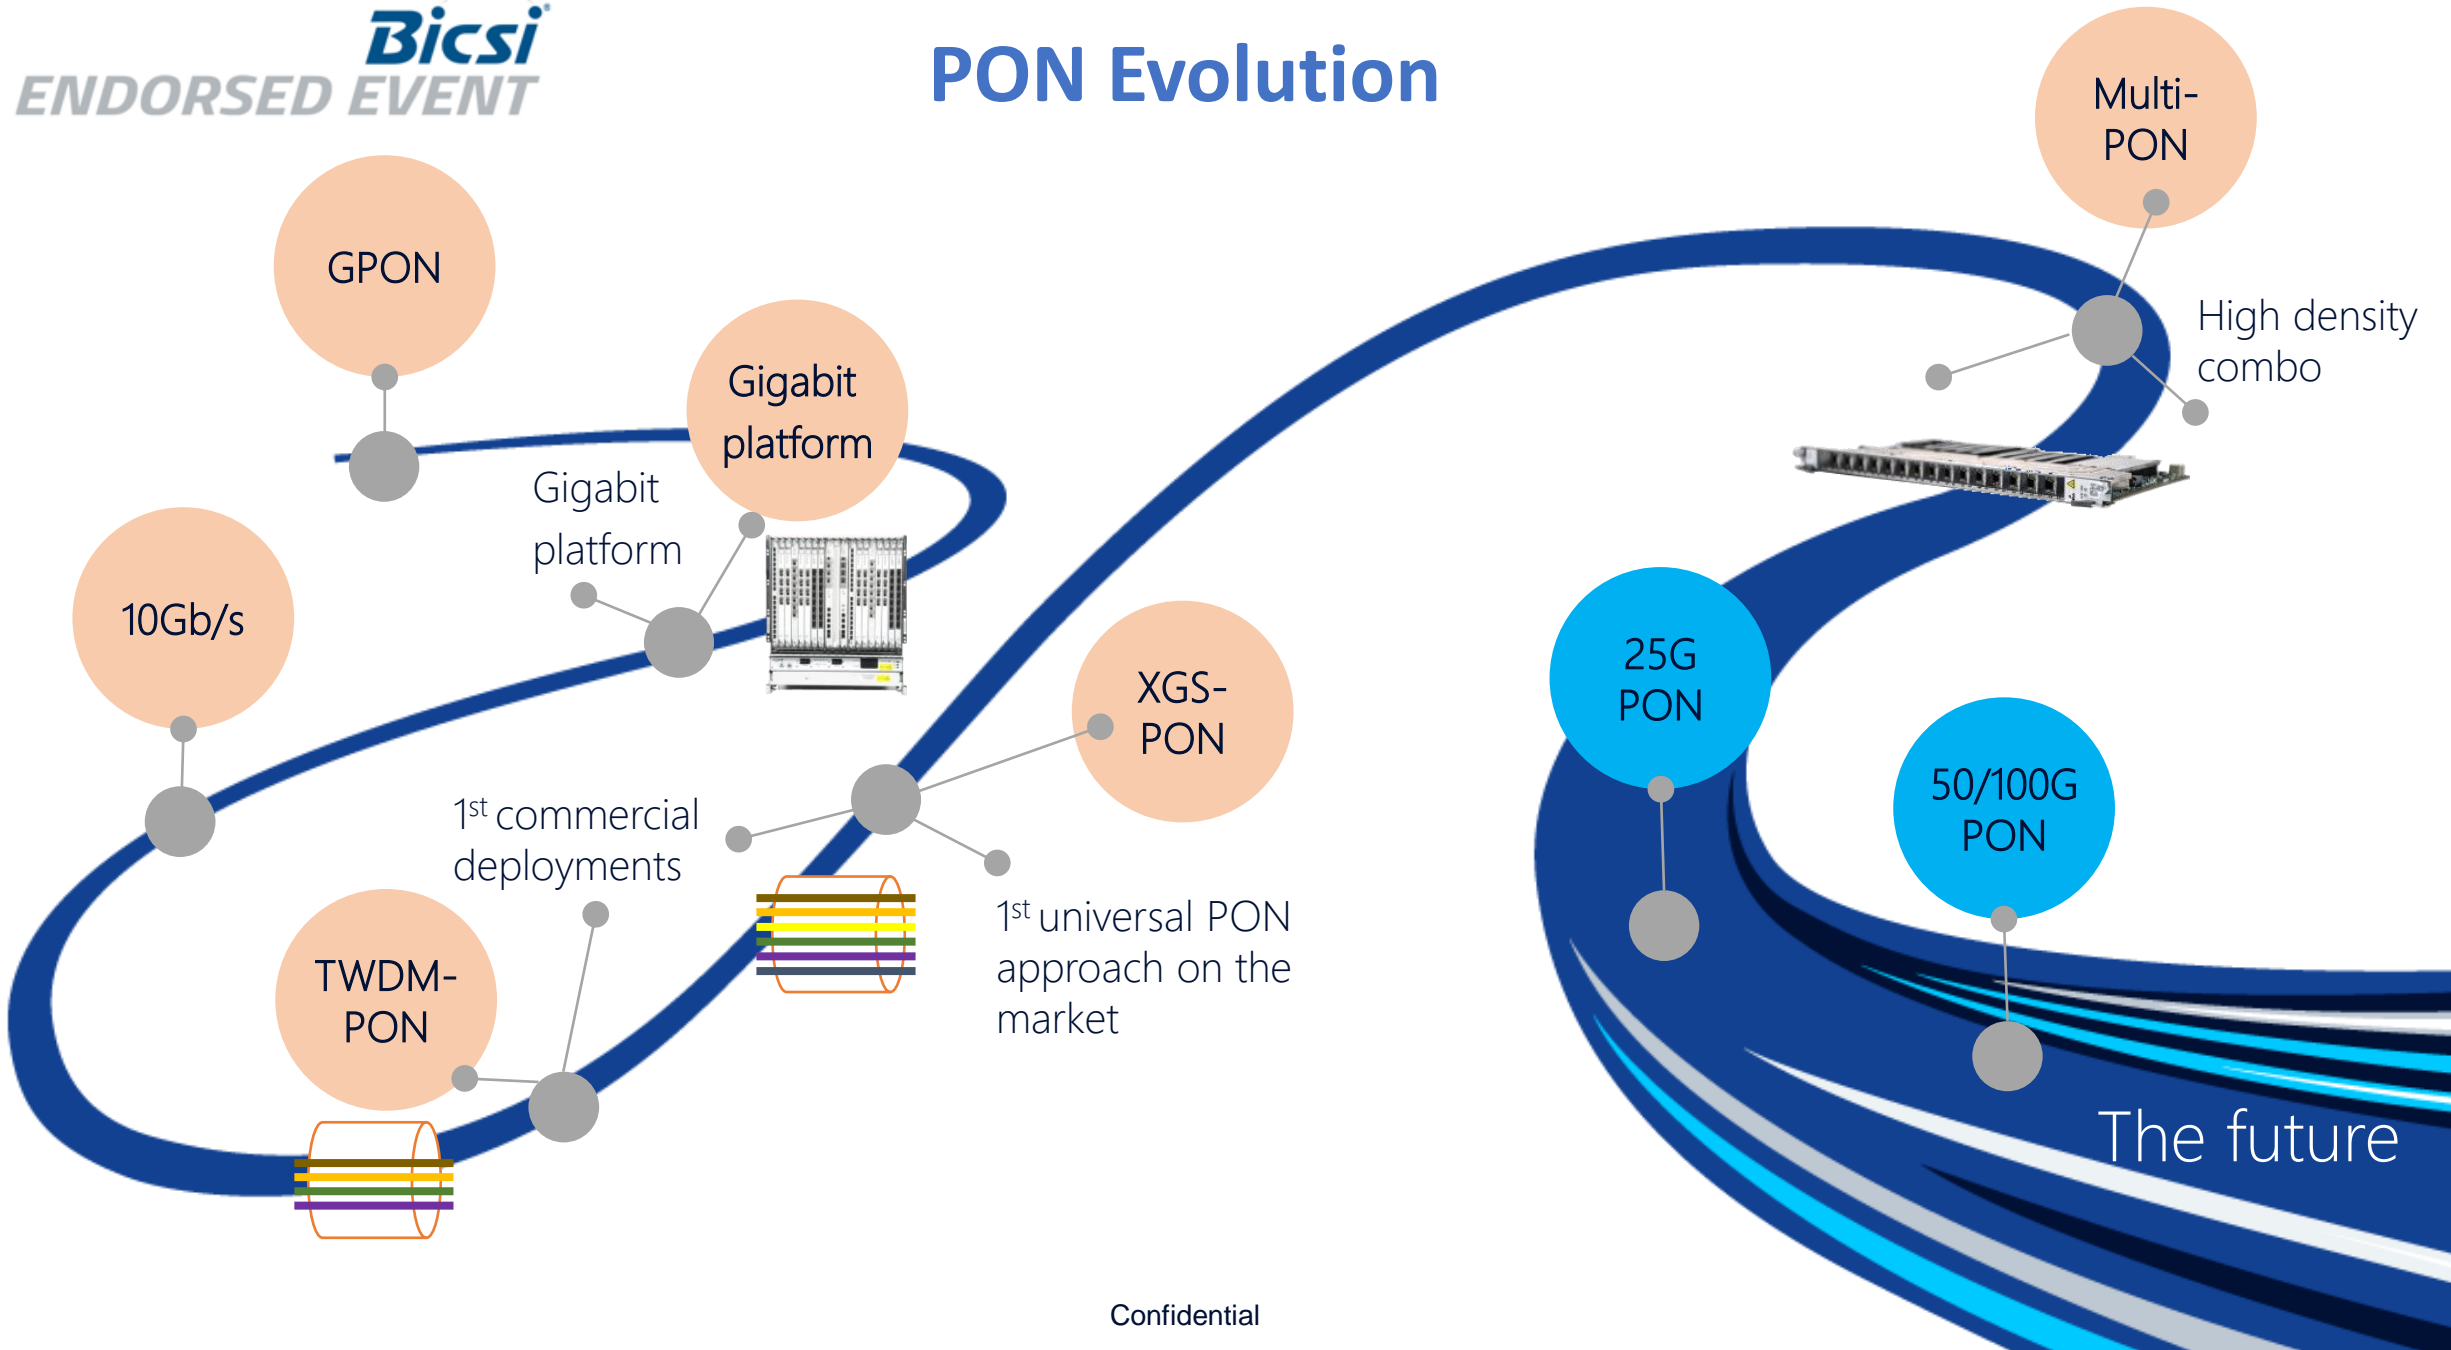 Bicsi®
ENDORSED EVENT
PON Evolution
Multi-
PON
GPON
High density
combo
Gigabit
platform
Gigabit
platform
10Gb/s
XGS-
PON
25G
PON
50/100G
PON
1st commercial
deployments
1st universal PON
approach on the
market
TWDM-
PON
The future
Confidential